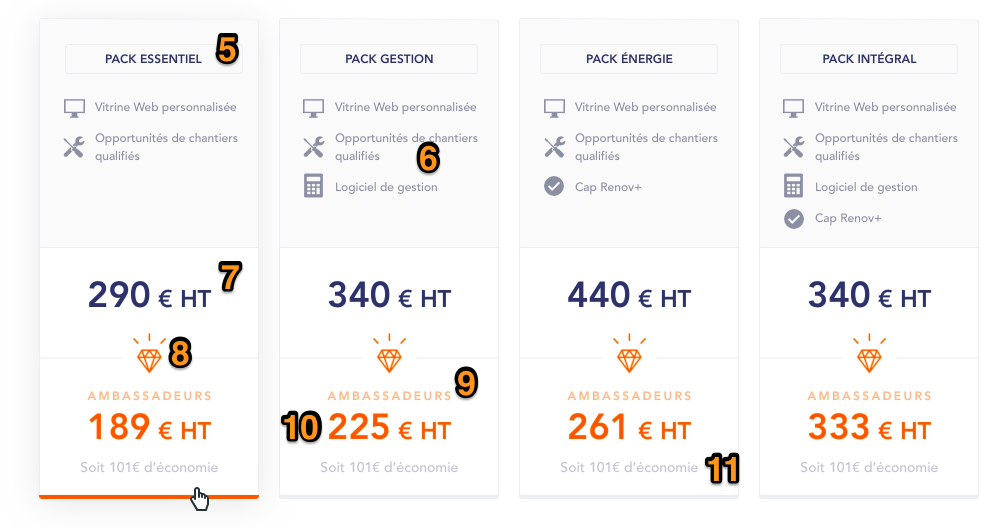 PACK ESSENTIEL
5
Vitrine Web personnalisée
Opportunités de chantiers
qualifiés
290 € HT
7
8
AMBASSADEURS
189 € HT
Soit 101€ d'économie
PACK GESTION
Vitrine Web personnalisée
Opportunités de chantiers
qualifiés
6
Logiciel de gestion
340 € HT
9
AMBASSADEURS
10
225 € HT
Soit 101€ d'économie
PACK ÉNERGIE
Vitrine Web personnalisée
Opportunités de chantiers
qualifiés
Cap Renov+
440 € HT
AMBASSADEURS
261 € HT
Soit 101€ d'économie
11
PACK INTÉGRAL
Vitrine Web personnalisée
Opportunités de chantiers
qualifiés
Logiciel de gestion
Cap Renov+
340 € HT
AMBASSADEURS
333 € HT
Soit 101€ d'économie